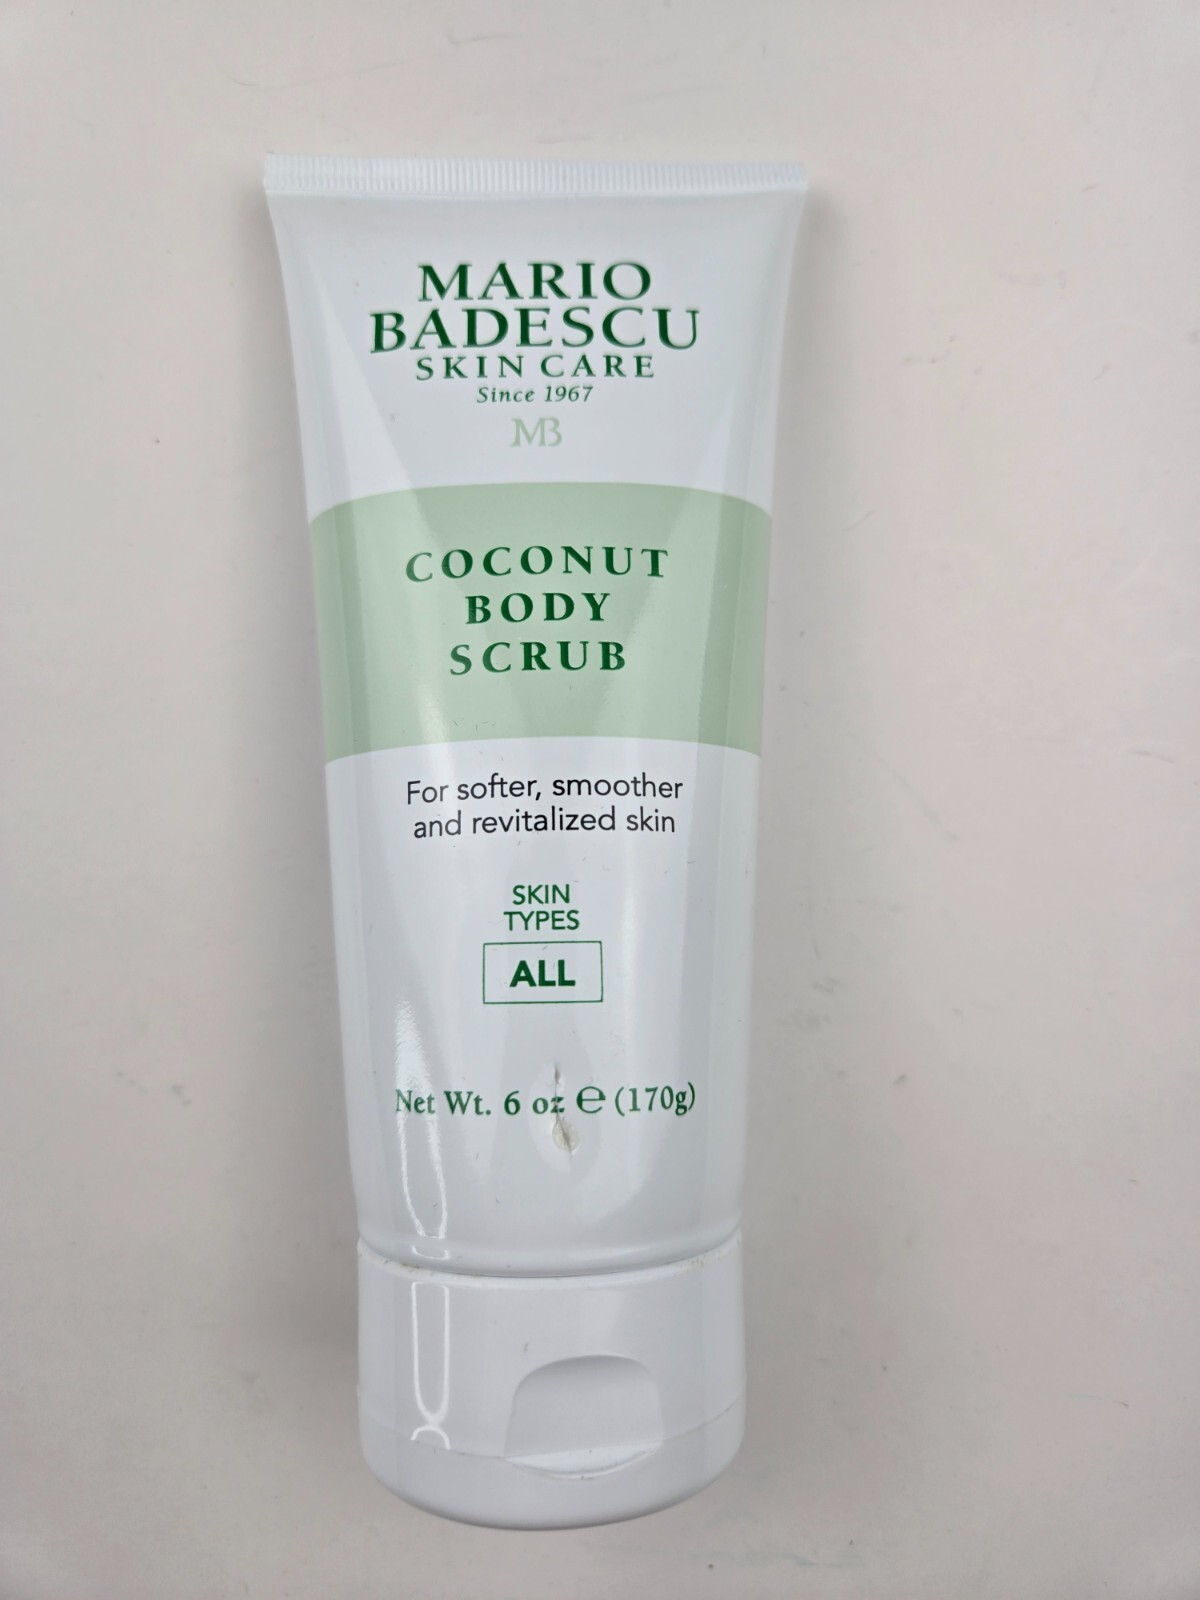 MARIO
BADESCU
SKIN CARE
Since 1967
MB
COCONUT
BODY
SCRUB
For softer, smoother
and revitalized skin
SKIN
TYPES
ALL
Net Wt. 6 oz ℮ (170g)